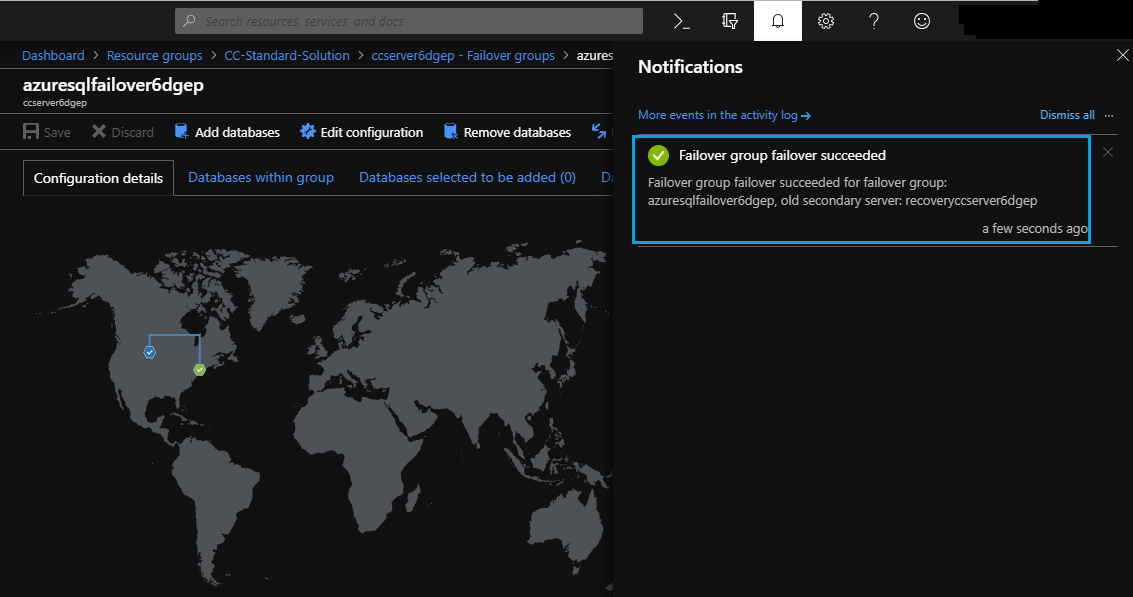 Search resources, services, and docs
Dashboard > Resource groups > CC-Standard-Solution > ccserver6dgep - Failover groups > azures
azuresqlfailover6dgep
ccserver6dgep
Save Discard Add databases Edit configuration Remove databases
Configuration details Databases within group Databases selected to be added (0)
Notifications
More events in the activity log Dismiss all ...
Failover group failover succeeded
Failover group failover succeeded for failover group:
azuresqlfailover6dgep, old secondary server: recoveryccserver6dgep
a few seconds ago